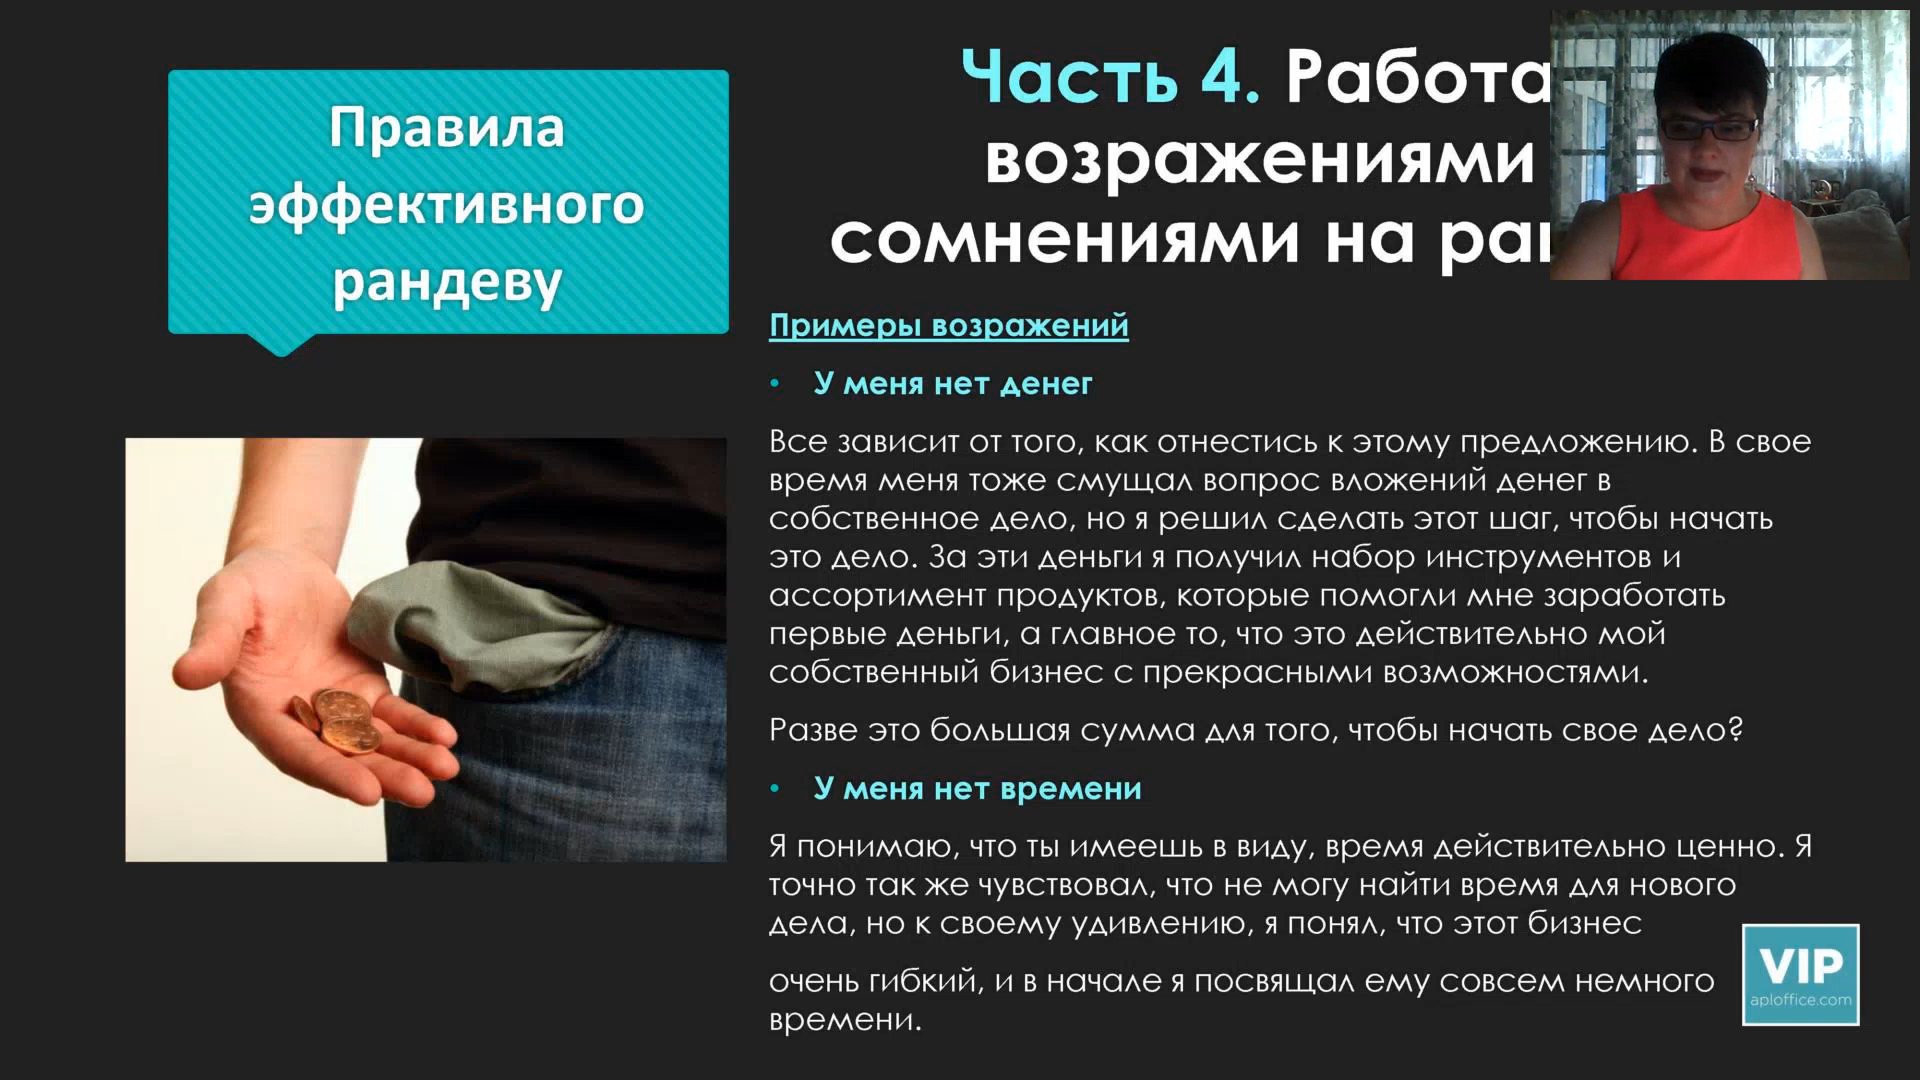 Правила
эффективного
рандеву
Часть 4. Работа
возражениями
сомнениями на
Примеры возражений
• У меня нет денег
Все зависит от того, как отнестись к этому предложению. В свое
время меня тоже смущал вопрос вложений денег в
собственное дело, но я решил сделать этот шаг, чтобы начать
это дело. За эти деньги я получил набор инструментов и
ассортимент продуктов, которые помогли мне заработать
первые деньги, а главное то, что это действительно мой
собственный бизнес с прекрасными возможностями.
Разве это большая сумма для того, чтобы начать свое дело?
• У меня нет времени
Я понимаю, что ты имеешь в виду, время действительно ценно. Я
точно так же чувствовал, что не могу найти время для нового
дела, но к своему удивлению, я понял, что этот бизнес
очень гибкий, и в начале я посвящал ему совсем немного
времени.
VIP
aploffice.com